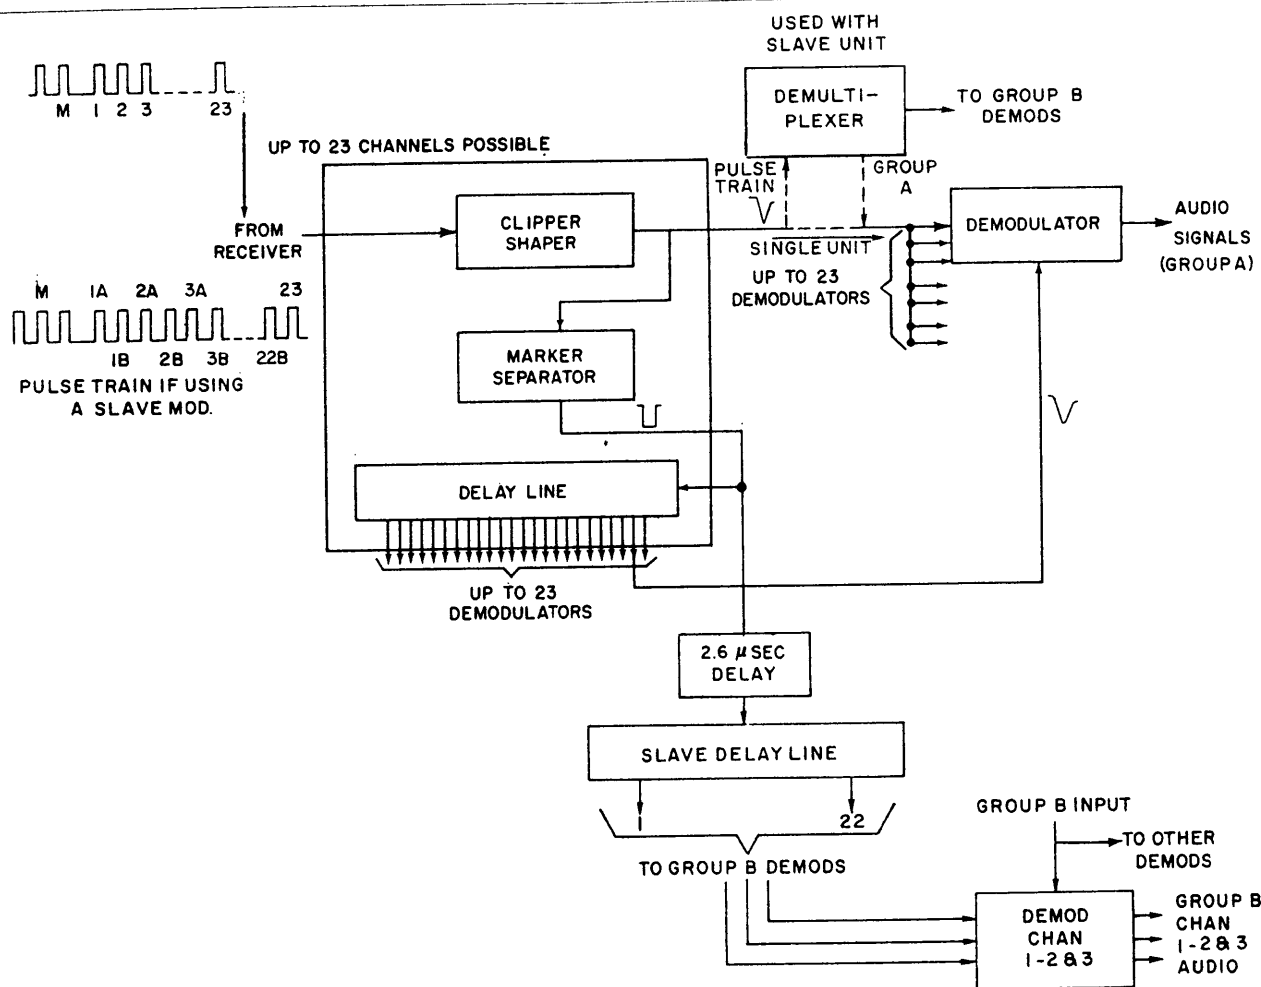 USED WITH
SLAVE UNIT
DEMULTI-
PLEXER
TO GROUP B
DEMODS
M 1 2 3 23
UP TO 23 CHANNELS POSSIBLE
PULSE
TRAIN
GROUP
A
CLIPPER
SHAPER
FROM
RECEIVER
SINGLE UNIT
UP TO 23
DEMODULATORS
DEMODULATOR
AUDIO
SIGNALS
(GROUP A)
M 1A 2A 3A 23
1B 2B 3B 22B
PULSE TRAIN IF USING
A SLAVE MOD.
MARKER
SEPARATOR
DELAY LINE
UP TO 23
DEMODULATORS
2.6 μSEC
DELAY
SLAVE DELAY LINE
1 22
TO GROUP B DEMODS
GROUP B INPUT
TO OTHER
DEMODS
DEMOD
CHAN
1-2 & 3
GROUP B
CHAN
1-2 & 3
AUDIO